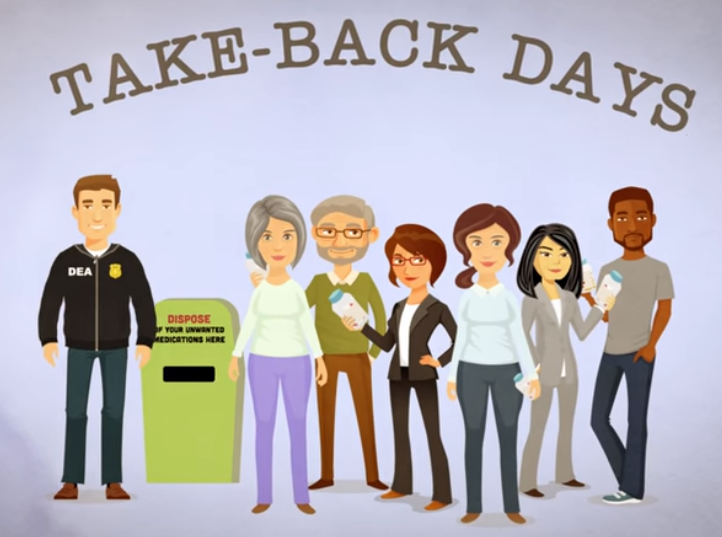 TAKE-BACK DAYS
DEA
DISPOSE
OF YOUR UNWANTED
MEDICATIONS HERE